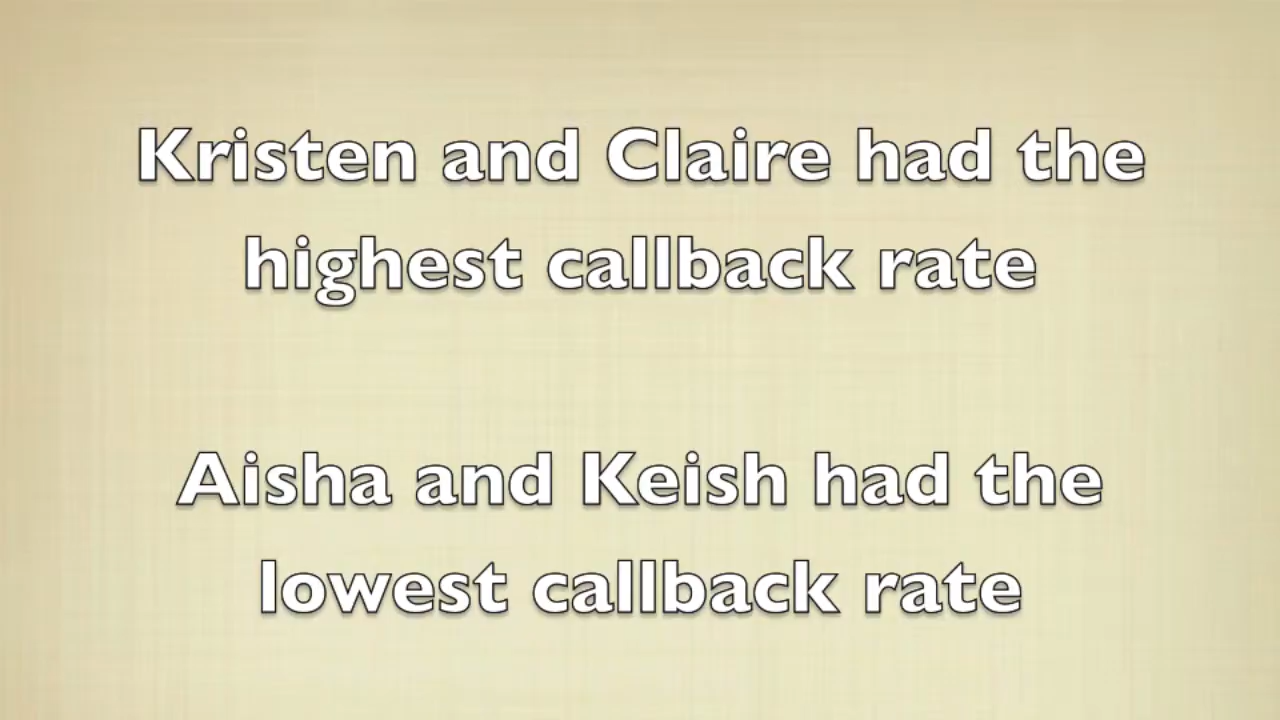 Kristen and Claire had the
highest callback rate
Aisha and Keish had the
lowest callback rate